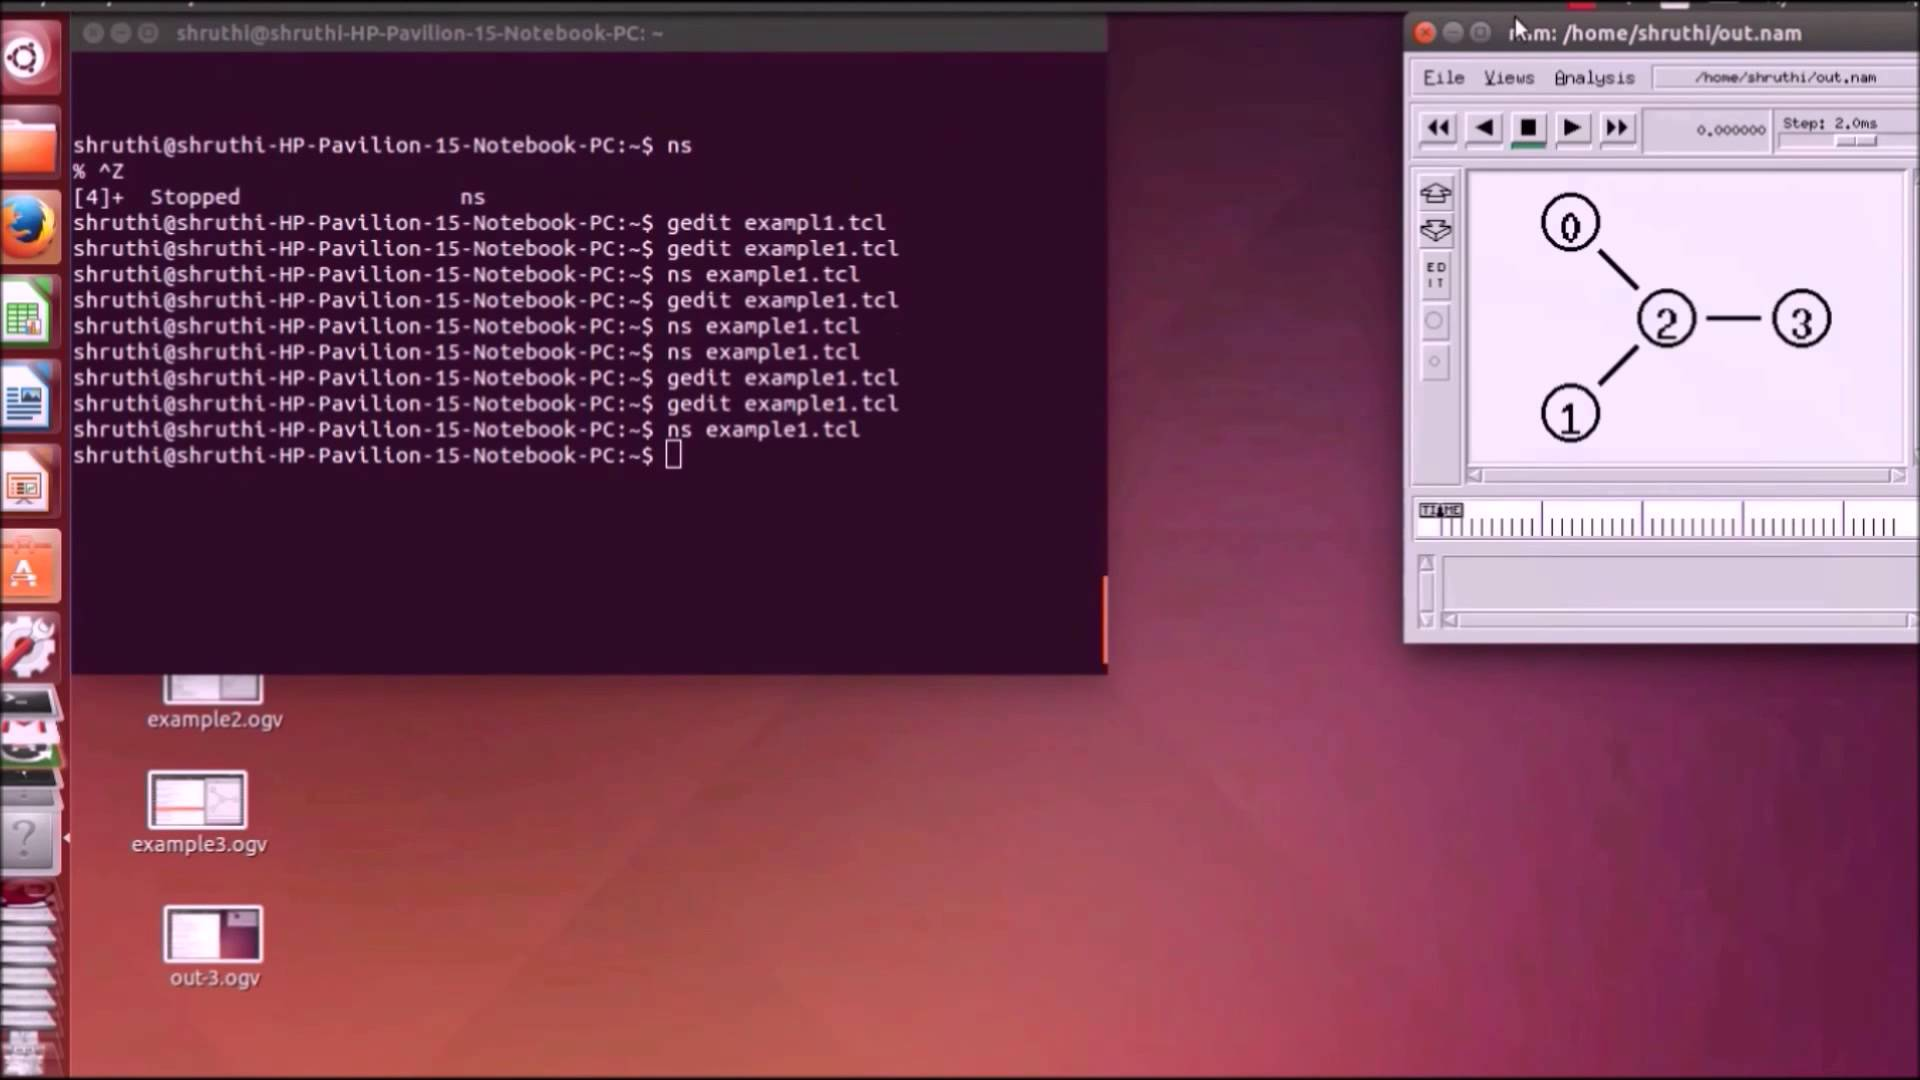 shruthi@shruthi-HP-Pavilion-15-Notebook-PC: ~
shruthi@shruthi-HP-Pavilion-15-Notebook-PC:~$ ns
% ^Z
[4]+  Stopped                 ns
shruthi@shruthi-HP-Pavilion-15-Notebook-PC:~$ gedit exampl1.tcl
shruthi@shruthi-HP-Pavilion-15-Notebook-PC:~$ gedit example1.tcl
shruthi@shruthi-HP-Pavilion-15-Notebook-PC:~$ ns example1.tcl
shruthi@shruthi-HP-Pavilion-15-Notebook-PC:~$ gedit example1.tcl
shruthi@shruthi-HP-Pavilion-15-Notebook-PC:~$ ns example1.tcl
shruthi@shruthi-HP-Pavilion-15-Notebook-PC:~$ ns example1.tcl
shruthi@shruthi-HP-Pavilion-15-Notebook-PC:~$ gedit example1.tcl
shruthi@shruthi-HP-Pavilion-15-Notebook-PC:~$ gedit example1.tcl
shruthi@shruthi-HP-Pavilion-15-Notebook-PC:~$ ns example1.tcl
shruthi@shruthi-HP-Pavilion-15-Notebook-PC:~$
example2.ogv
example3.ogv
out-3.ogv
nam: /home/shruthi/out.nam
File Views Analysis /home/shruthi/out.nam
0.000000 Step: 2.0ms
ED
IT
0
2 3
1
TIME